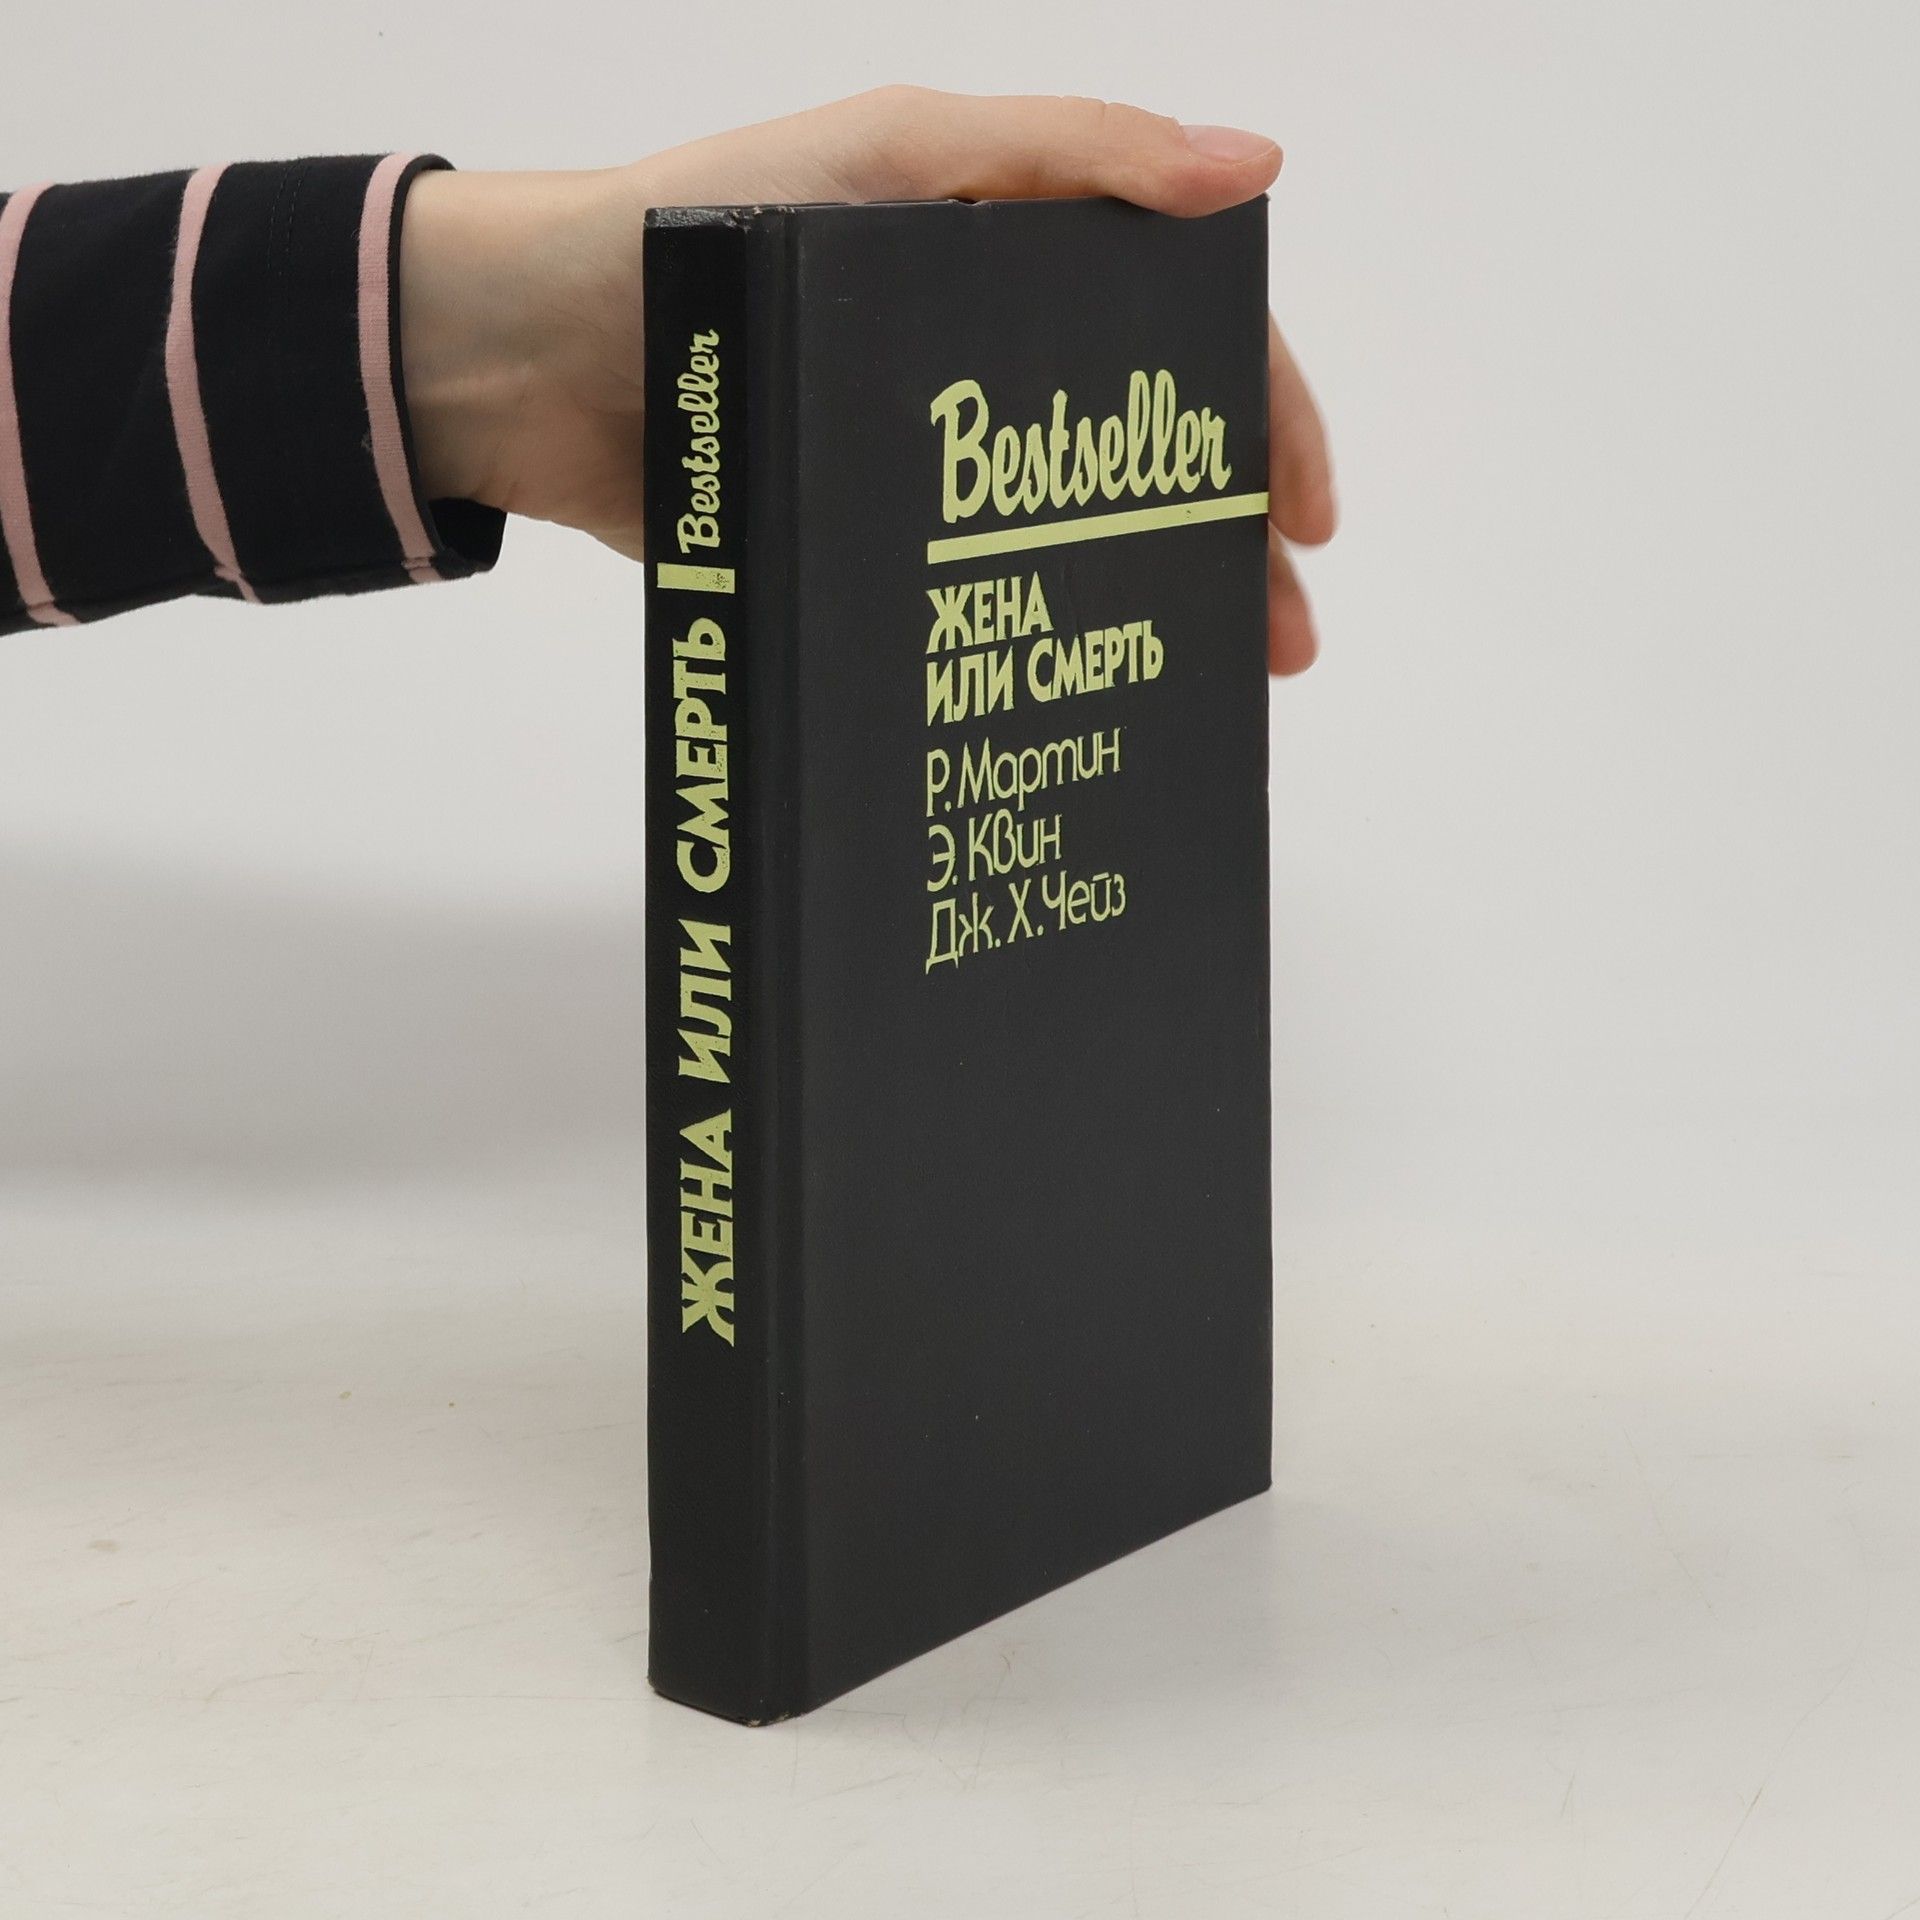 Bestseller
ЖЕНА ИЛИ СМЕРТЬ
Bestseller
ЖЕНА
ИЛИ СМЕРТЬ
Р. Мартин
Э. Квин
Дж. Х. Чейз